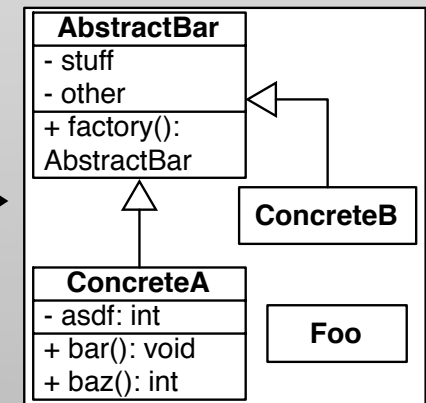 AbstractBar
- stuff
- other
+ factory():
AbstractBar
ConcreteB
ConcreteA
- asdf: int
+ bar(): void
+ baz(): int
Foo